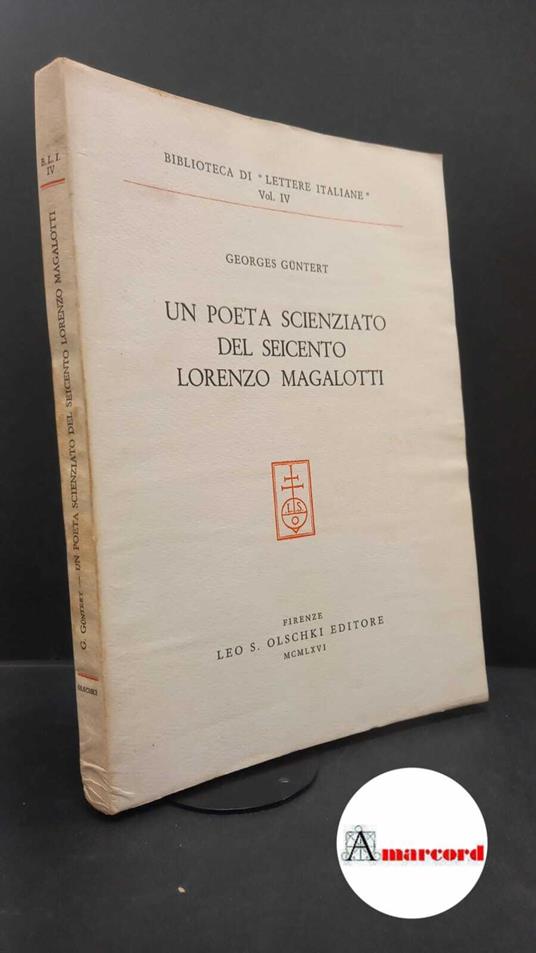 BIBLIOTECA DI "LETTERE ITALIANE"
Vol. IV
GEORGES GÜNTERT
UN POETA SCIENZIATO
DEL SEICENTO
LORENZO MAGALOTTI
L S
O
FIRENZE
LEO S. OLSCHKI EDITORE
MCMLXVI
B. L. I.
IV
G. GÜNTERT — UN POETA SCIENZIATO DEL SEICENTO LORENZO MAGALOTTI
OLSCHKI
Amarcord